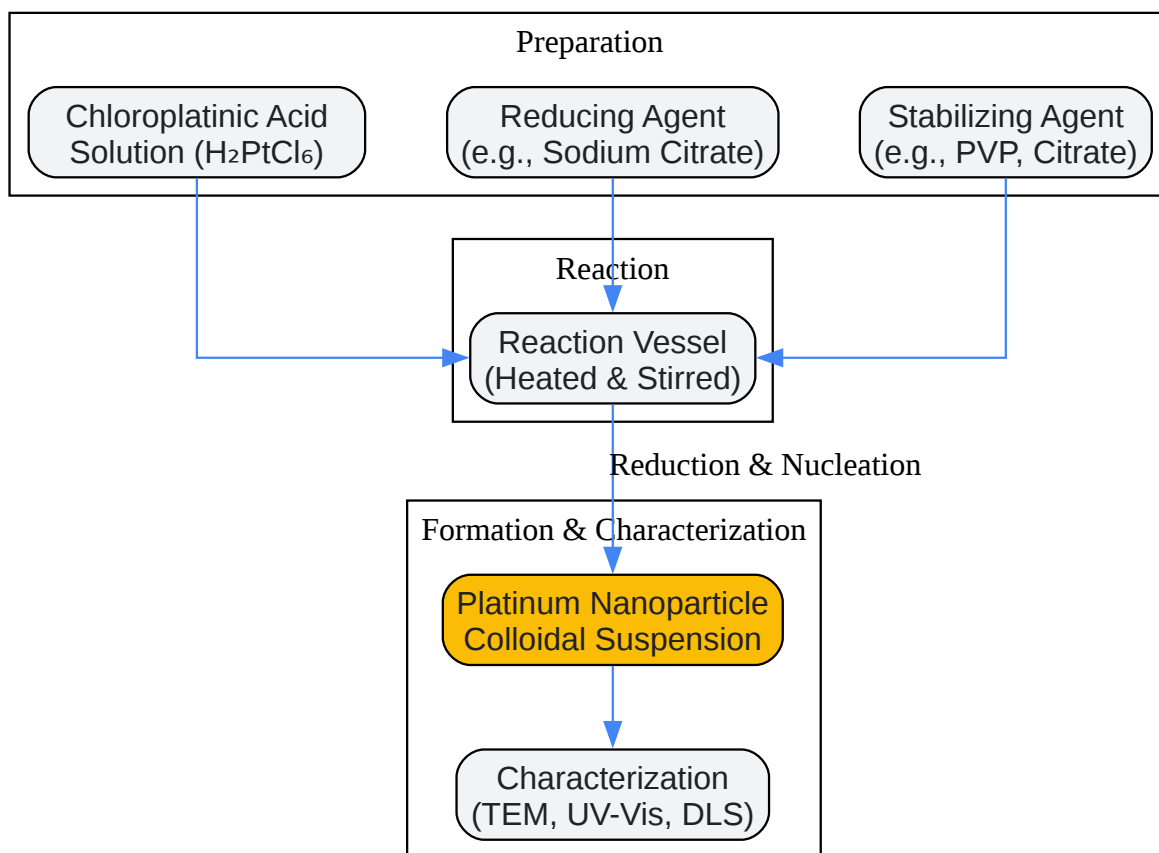 Preparation
Chloroplatinic Acid
Solution (H₂PtCl₆)
Reducing Agent
(e.g., Sodium Citrate)
Stabilizing Agent
(e.g., PVP, Citrate)
Reaction
Reaction Vessel
(Heated & Stirred)
Reduction & Nucleation
Formation & Characterization
Platinum Nanoparticle
Colloidal Suspension
Characterization
(TEM, UV-Vis, DLS)